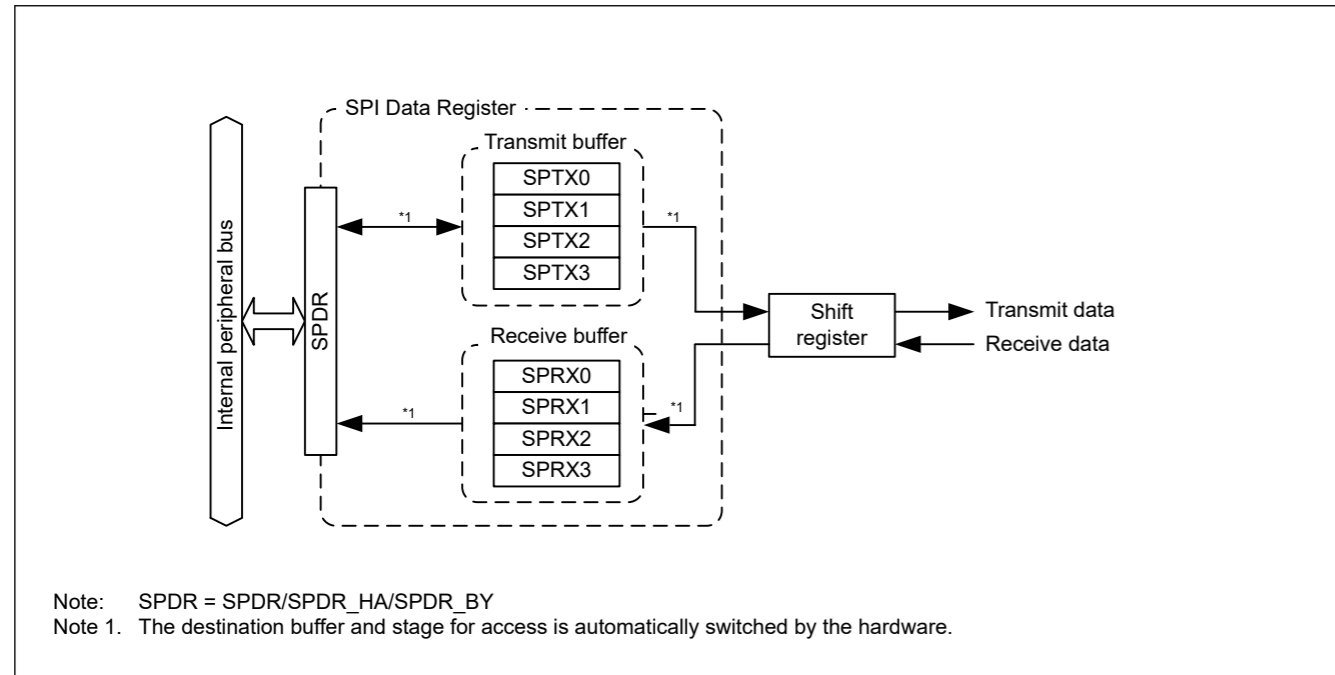 SPI Data Register
Transmit buffer
SPTX0
SPTX1
SPTX2
SPTX3
*1
*1
Internal peripheral bus
SPDR
Shift
register
Transmit data
Receive data
Receive buffer
SPRX0
SPRX1
SPRX2
SPRX3
*1
*1
Note: SPDR = SPDR/SPDR_HA/SPDR_BY
Note 1. The destination buffer and stage for access is automatically switched by the hardware.